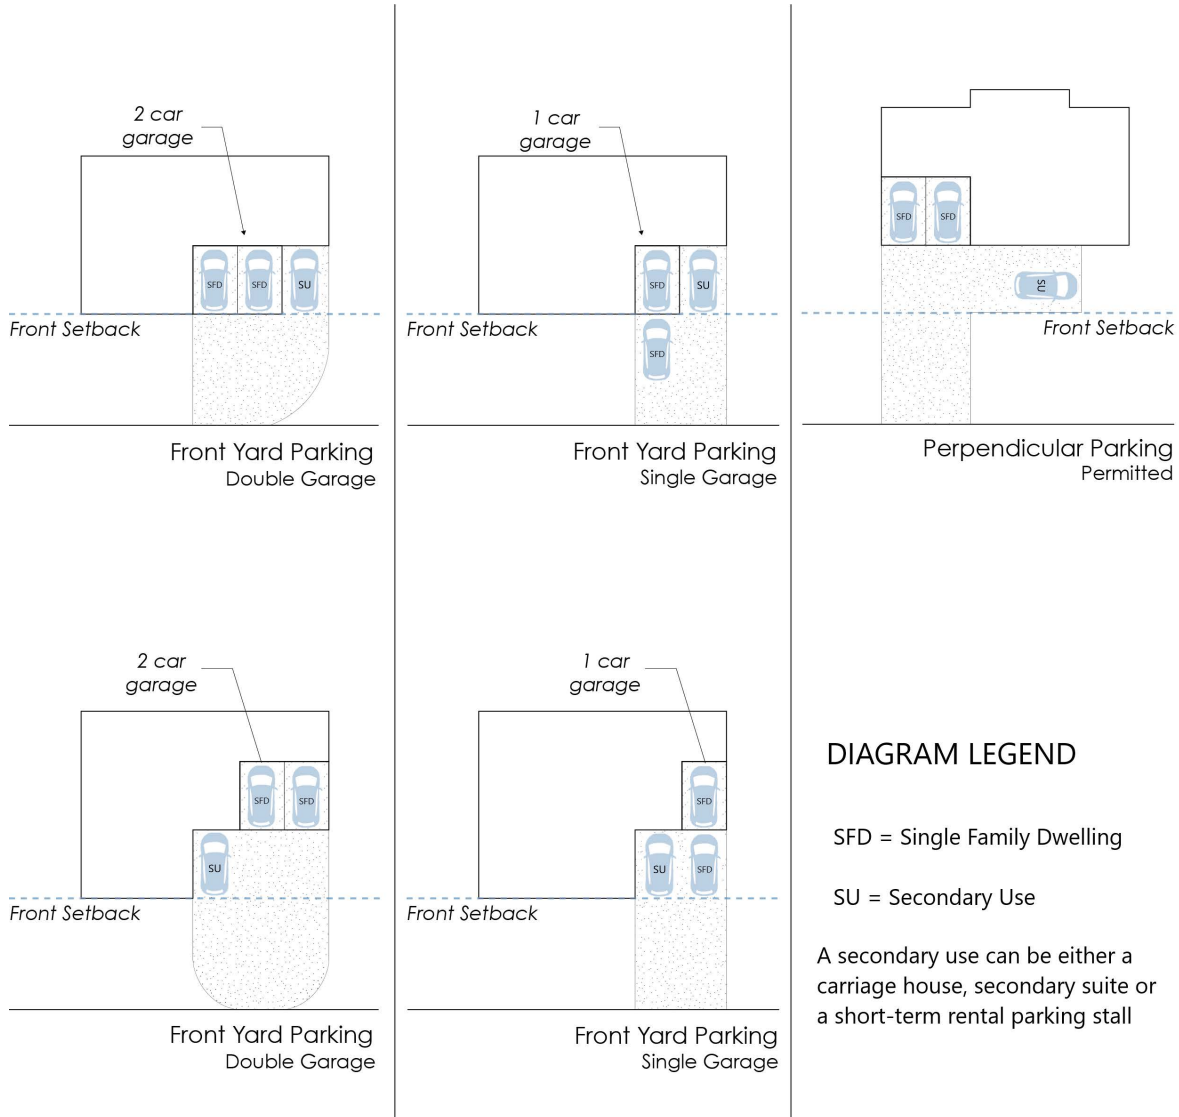 2 car
garage
SFD
SFD
SU
Front Setback
Front Yard Parking
Double Garage
1 car
garage
SFD
SU
Front Setback
SFD
Front Yard Parking
Single Garage
SFD
SFD
SU
Front Setback
Perpendicular Parking
Permitted
2 car
garage
SFD
SFD
SU
Front Setback
Front Yard Parking
Double Garage
1 car
garage
SFD
SU
SFD
Front Setback
Front Yard Parking
Single Garage
DIAGRAM LEGEND
SFD = Single Family Dwelling
SU = Secondary Use
A secondary use can be either a
carriage house, secondary suite or
a short-term rental parking stall